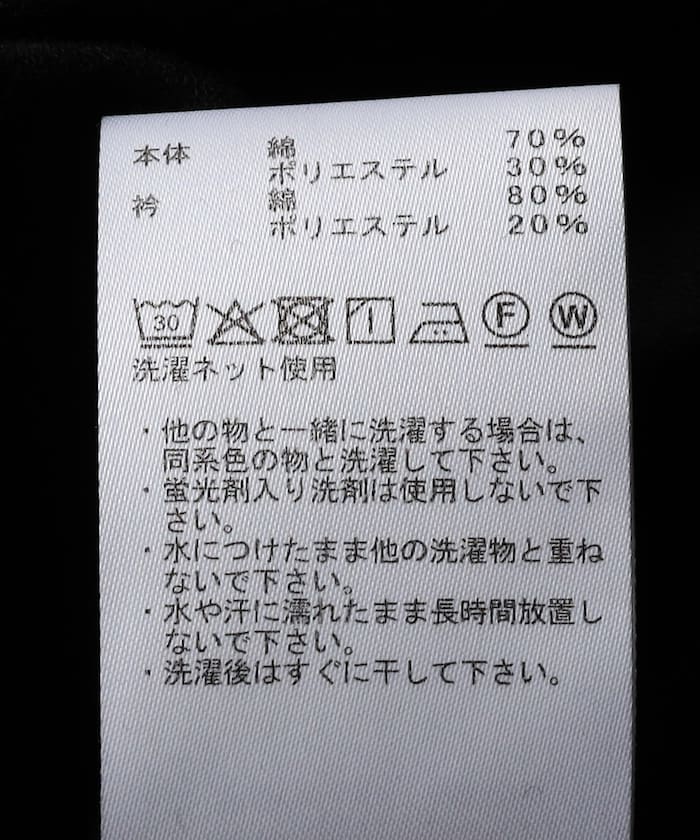 本体 綿 70%
ポリエステル 30%
衿 綿 80%
ポリエステル 20%
30 F W
洗濯ネット使用
・他の物と一緒に洗濯する場合は、
同系色の物と洗濯して下さい。
・蛍光剤入り洗剤は使用しないで下
さい。
・水につけたまま他の洗濯物と重ね
ないで下さい。
・水や汗に濡れたまま長時間放置し
ないで下さい。
・洗濯後はすぐに干して下さい。